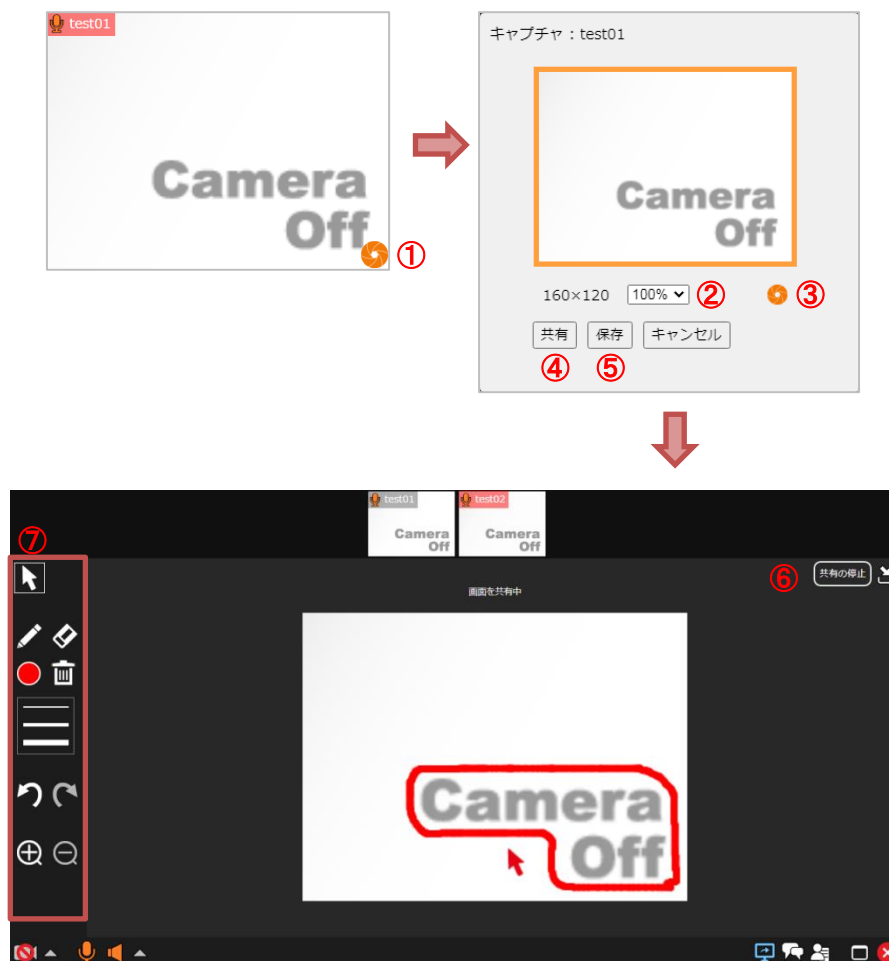 test01
Camera
Off
①
キャプチャ：test01
Camera
Off
160×120 100% ② ③
共有 保存 キャンセル
④ ⑤
test01 test02
Camera Camera
Off Off
⑦
⑥ 共有の停止
画面を共有中
Camera
Off